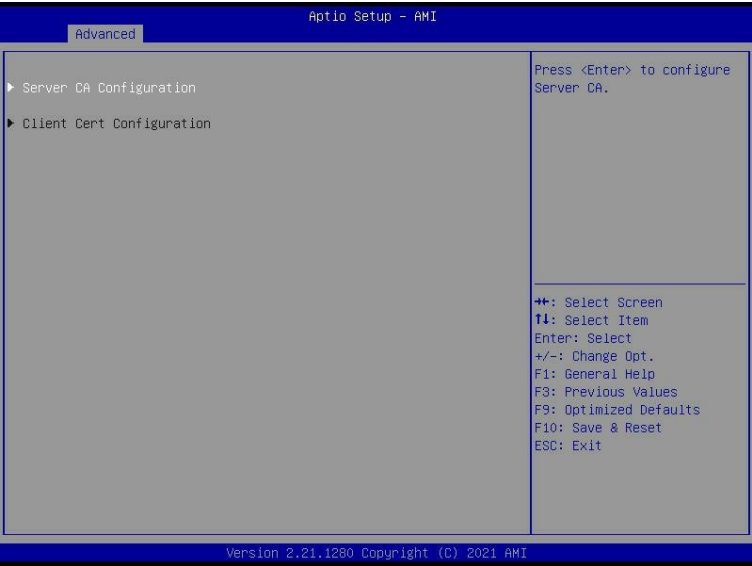 Aptio Setup - AMI
Advanced
▶ Server CA Configuration
▶ Client Cert Configuration
Press <Enter> to configure
Server CA.
→←: Select Screen
↑↓: Select Item
Enter: Select
+/-: Change Opt.
F1: General Help
F3: Previous Values
F9: Optimized Defaults
F10: Save & Reset
ESC: Exit
Version 2.21.1280 Copyright (C) 2021 AMI